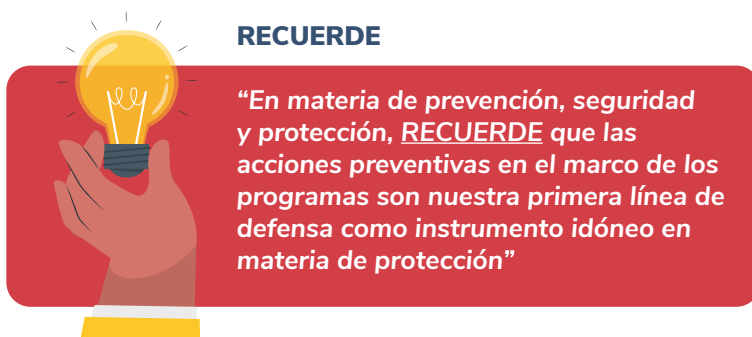 RECUERDE
“En materia de prevención, seguridad
y protección, RECUERDE que las
acciones preventivas en el marco de los
programas son nuestra primera línea de
defensa como instrumento idóneo en
materia de protección”